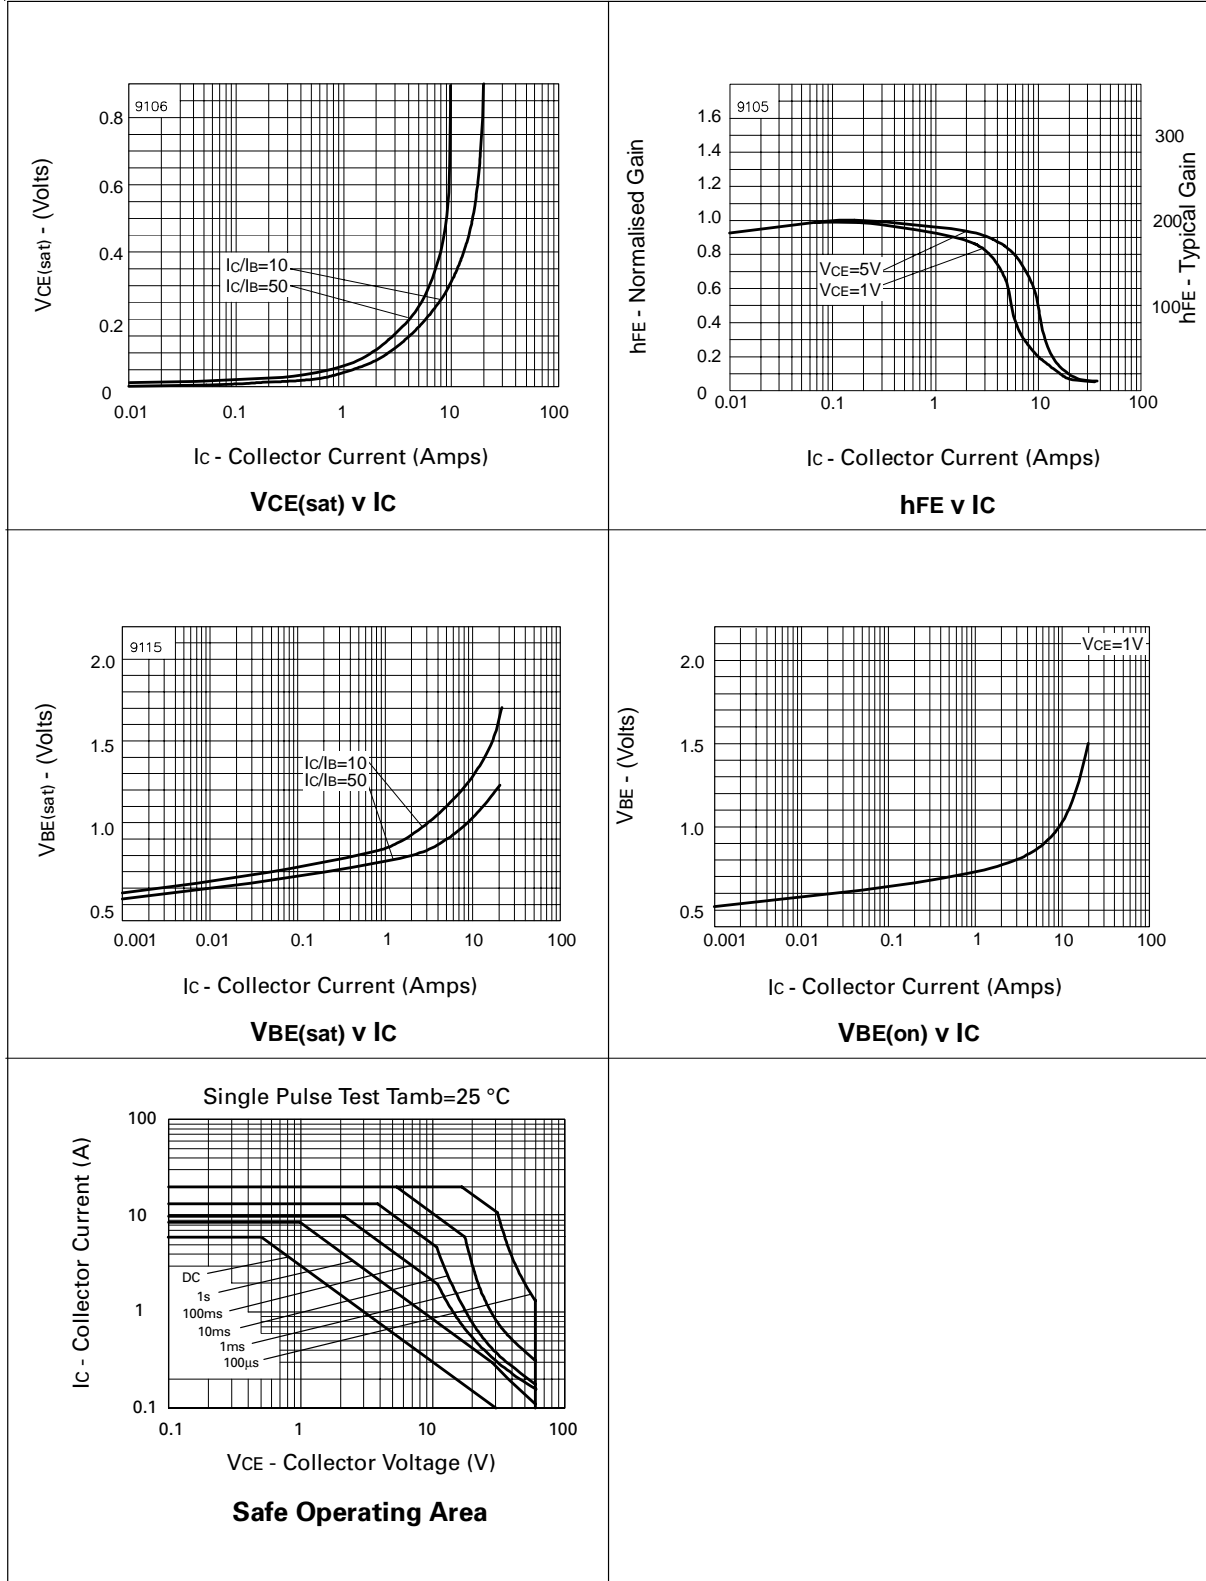 9106
0.8
0.6
0.4
0.2
0
VCE(sat) - (Volts)
IC/IB=10
IC/IB=50
0.01 0.1 1 10 100
IC - Collector Current (Amps)
VCE(sat) v IC
9105
1.6
1.4
1.2
1.0
0.8
0.6
0.4
0.2
0
hFE - Normalised Gain
300
200
100
hFE - Typical Gain
VCE=5V
VCE=1V
0.01 0.1 1 10 100
IC - Collector Current (Amps)
hFE v IC
9115
2.0
1.5
1.0
0.5
VBE(sat) - (Volts)
IC/IB=10
IC/IB=50
0.001 0.01 0.1 1 10 100
IC - Collector Current (Amps)
VBE(sat) v IC
VCE=1V
2.0
1.5
1.0
0.5
VBE - (Volts)
0.001 0.01 0.1 1 10 100
IC - Collector Current (Amps)
VBE(on) v IC
Single Pulse Test Tamb=25 °C
100
10
1
0.1
IC - Collector Current (A)
DC
1s
100ms
10ms
1ms
100µs
0.1 1 10 100
VCE - Collector Voltage (V)
Safe Operating Area